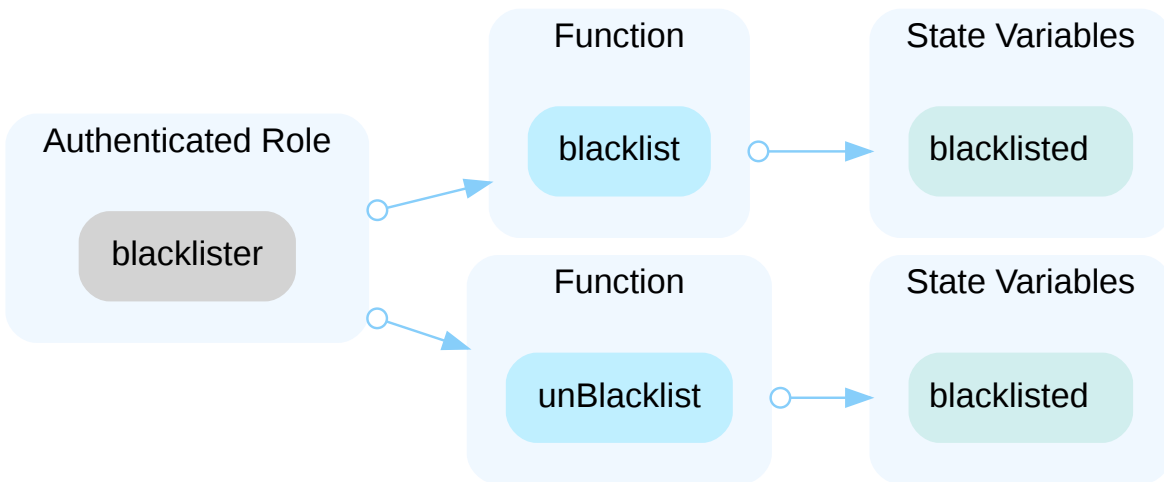 Authenticated Role
blacklister
Function
blacklist
State Variables
blacklisted
Function
unBlacklist
State Variables
blacklisted